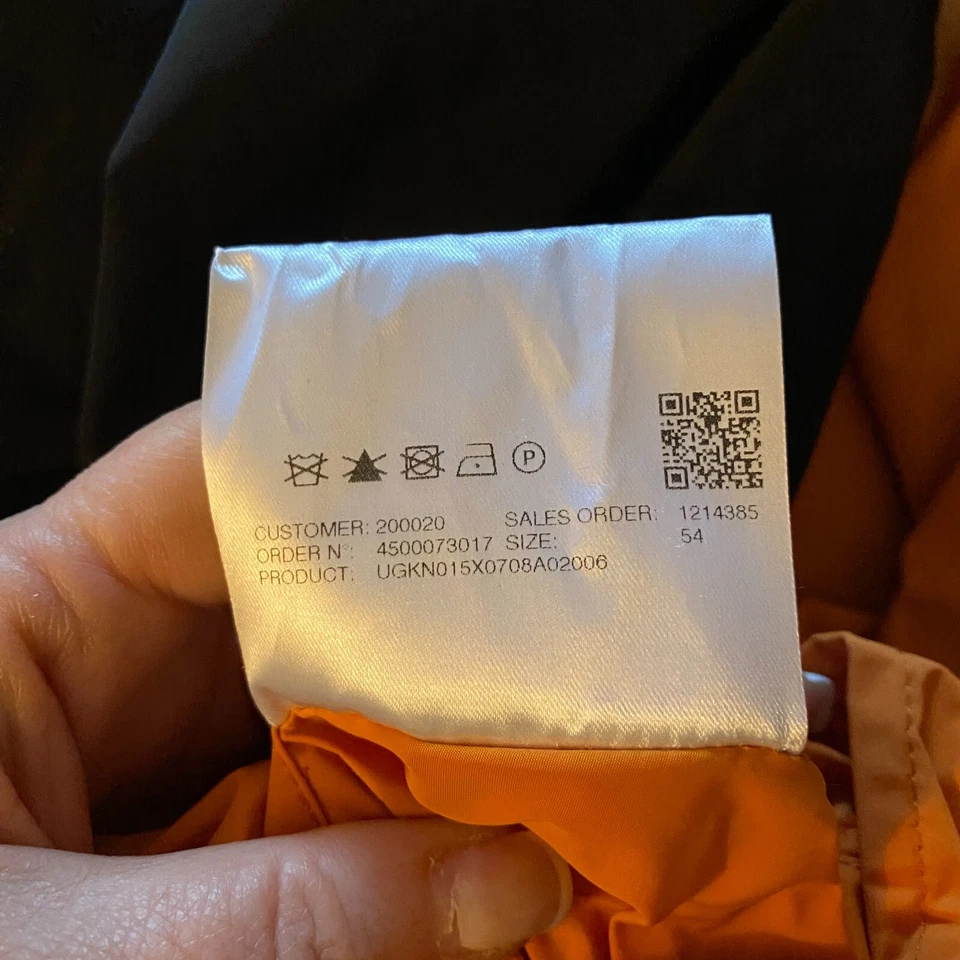 P
CUSTOMER: 200020 SALES ORDER: 1214385
ORDER N°: 4500073017 SIZE: 54
PRODUCT: UGKN015X0708A02006